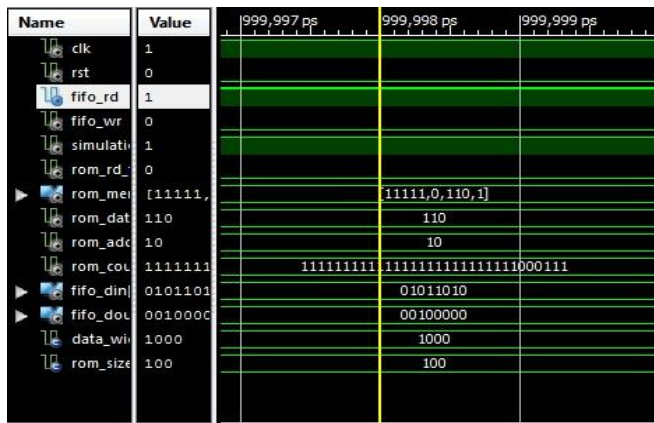 Name Value 999,997 ps 999,998 ps 999,999 ps
clk 1
rst 0
fifo_rd 1
fifo_wr 0
simulati 1
rom_rd_ 0
rom_mei [11111, [11111,0,110,1]
rom_dat 110 110
rom_adc 10 10
rom_cou 1111111
fifo_din[ 0101101 01011010
fifo_dou 0010000 00100000
data_wi 1000 1000
rom_size 100 100